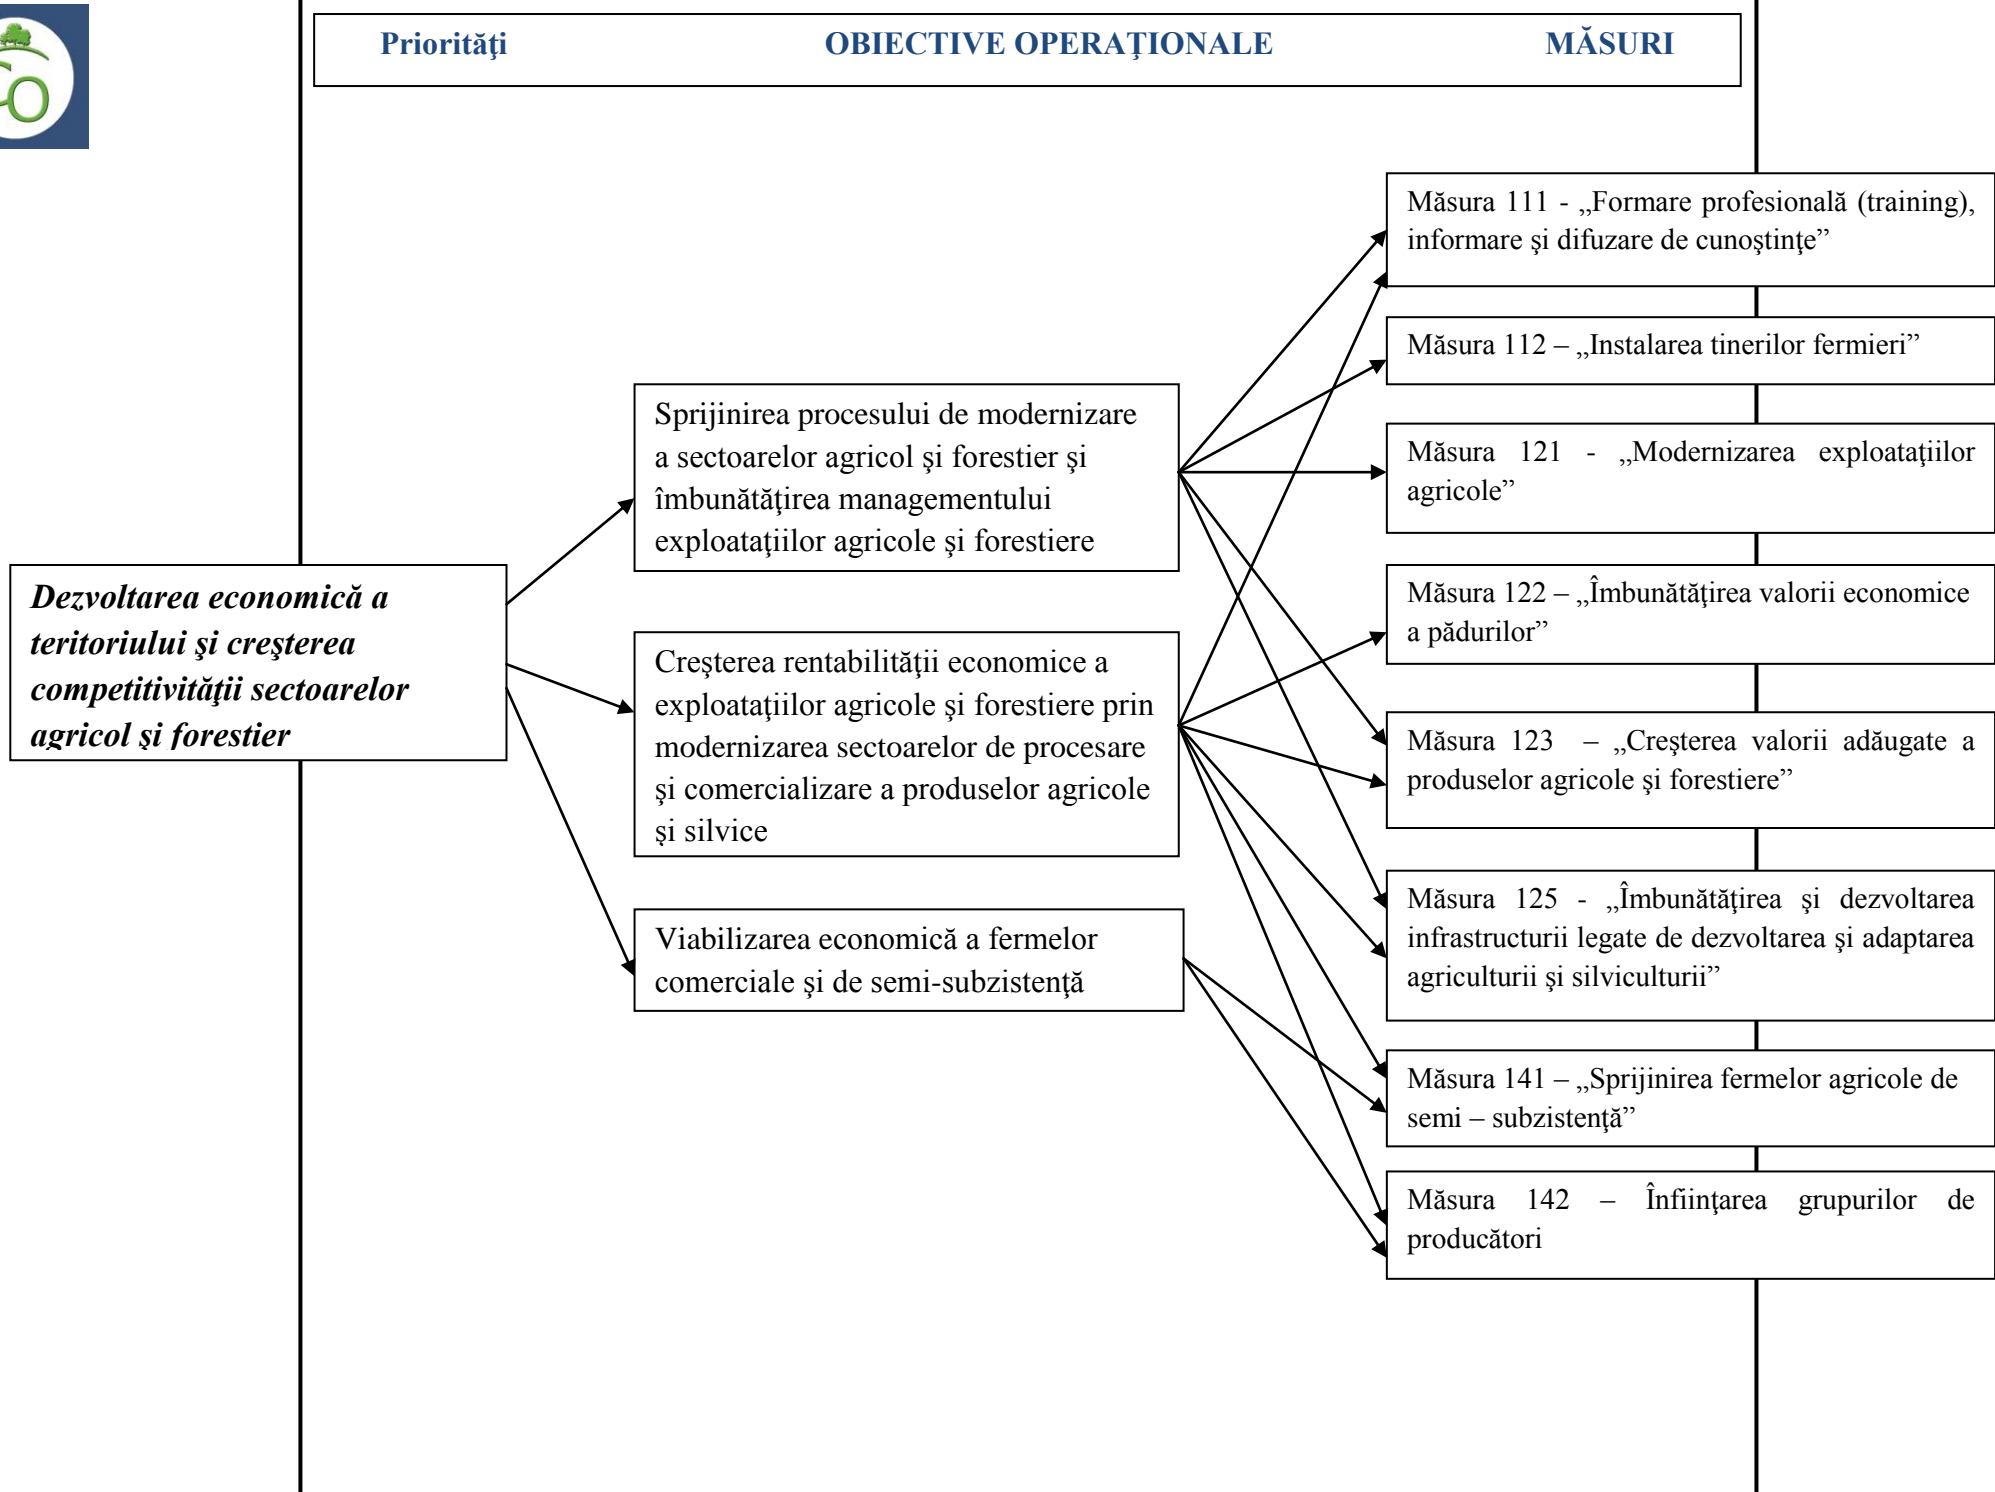 Priorităţi OBIECTIVE OPERAŢIONALE MĂSURI
Dezvoltarea economică a
teritoriului şi creşterea
competitivităţii sectoarelor
agricol şi forestier
Sprijinirea procesului de modernizare
a sectoarelor agricol şi forestier şi
îmbunătăţirea managementului
exploataţiilor agricole şi forestiere
Creşterea rentabilităţii economice a
exploataţiilor agricole şi forestiere prin
modernizarea sectoarelor de procesare
şi comercializare a produselor agricole
şi silvice
Viabilizarea economică a fermelor
comerciale şi de semi-subzistenţă
Măsura 111 - „Formare profesională (training),
informare şi difuzare de cunoştinţe”
Măsura 112 – „Instalarea tinerilor fermieri”
Măsura 121 - „Modernizarea exploataţiilor
agricole”
Măsura 122 – „Îmbunătăţirea valorii economice
a pădurilor”
Măsura 123 – „Creşterea valorii adăugate a
produselor agricole şi forestiere”
Măsura 125 - „Îmbunătăţirea şi dezvoltarea
infrastructurii legate de dezvoltarea şi adaptarea
agriculturii şi silviculturii”
Măsura 141 – „Sprijinirea fermelor agricole de
semi – subzistenţă”
Măsura 142 – Înfiinţarea grupurilor de
producători